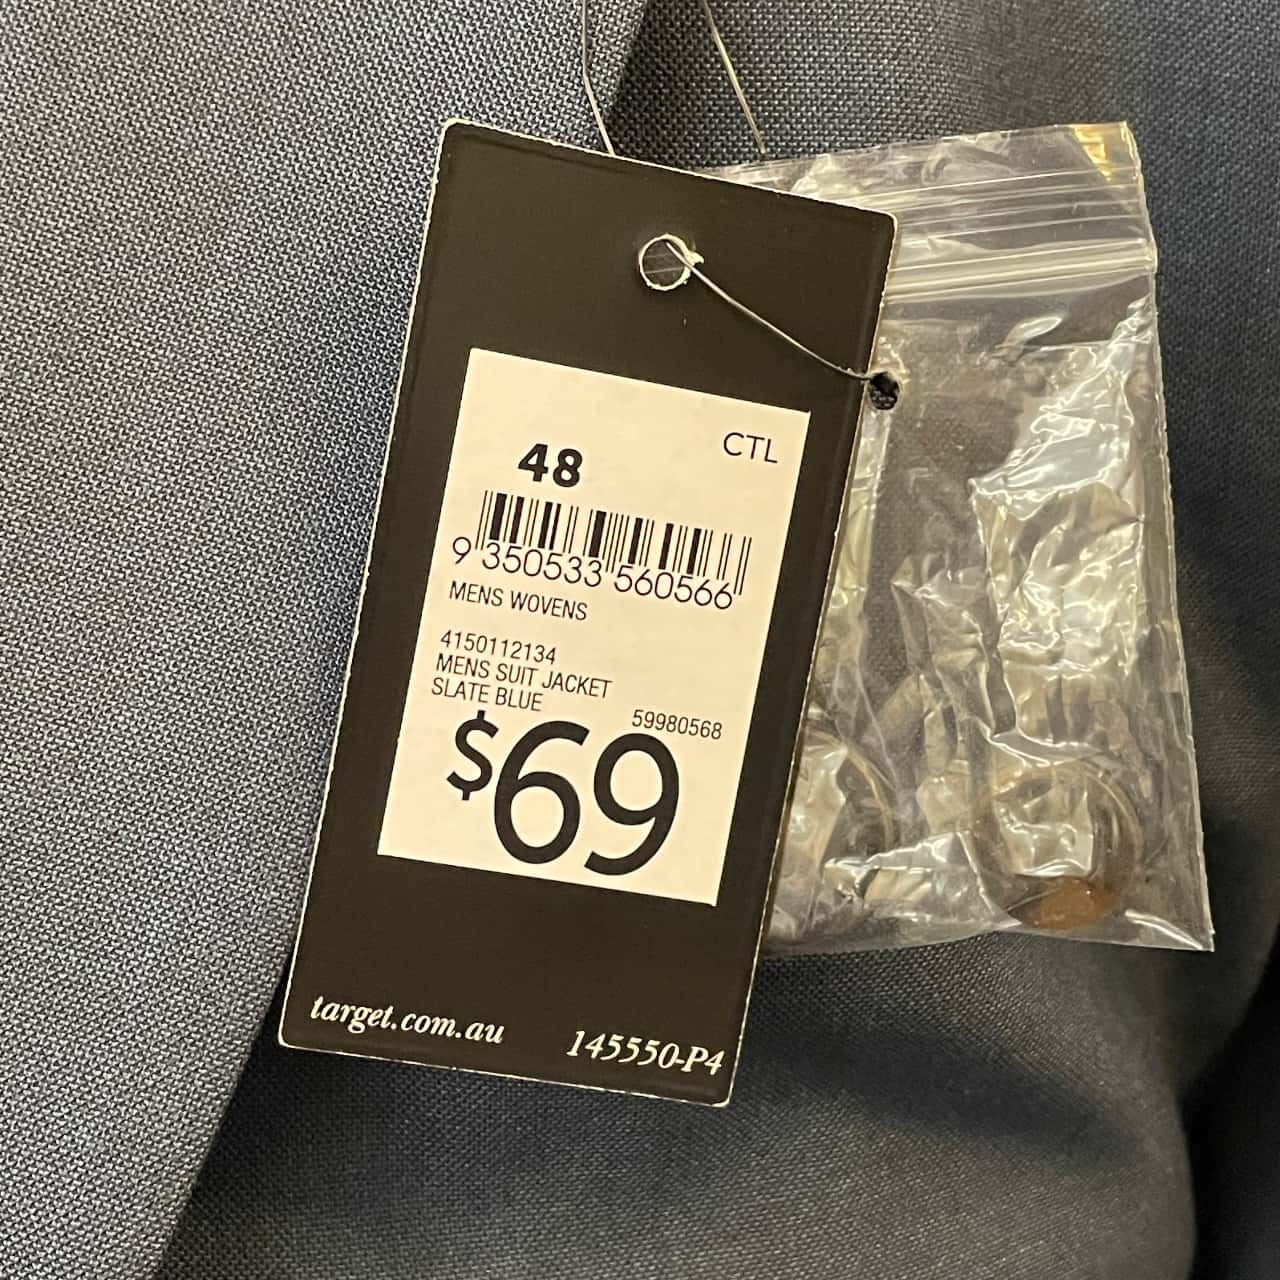 CTL
48
9 350533 560566
MENS WOVENS
4150112134
MENS SUIT JACKET
SLATE BLUE
59980568
$69
target.com.au
145550-P4